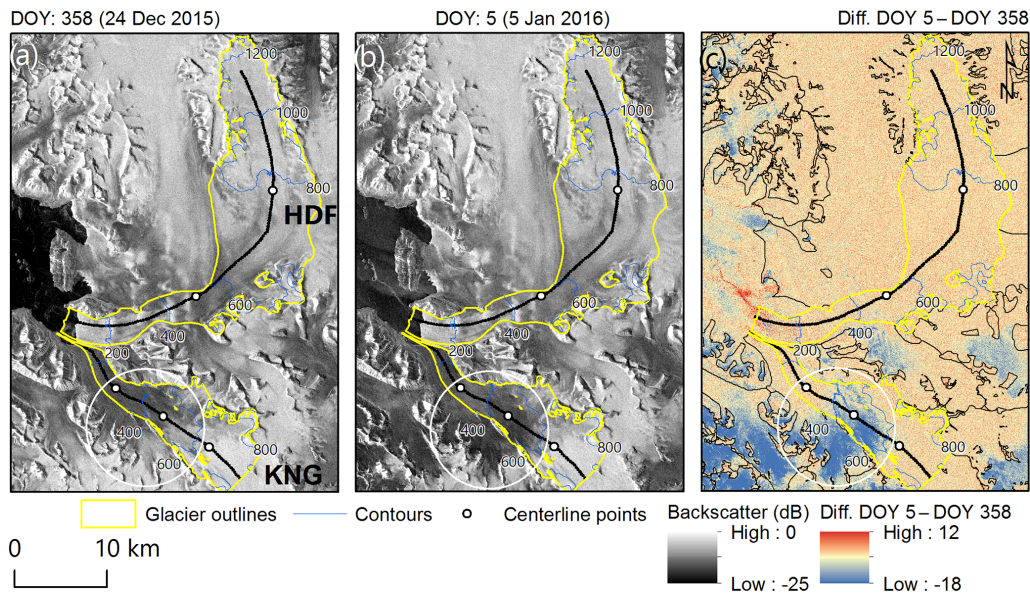 DOY: 358 (24 Dec 2015)
DOY: 5 (5 Jan 2016)
Diff. DOY 5 – DOY 358
(a)
1200
1000
800
HDF
600
400
200
400
600
800
KNG
(b)
1200
1000
800
600
400
200
400
600
800
(c)
1200
N
1000
800
600
400
200
400
600
800
Glacier outlines
Contours
Centerline points
0 10 km
Backscatter (dB)
High : 0
Low : -25
Diff. DOY 5 – DOY 358
High : 12
Low : -18